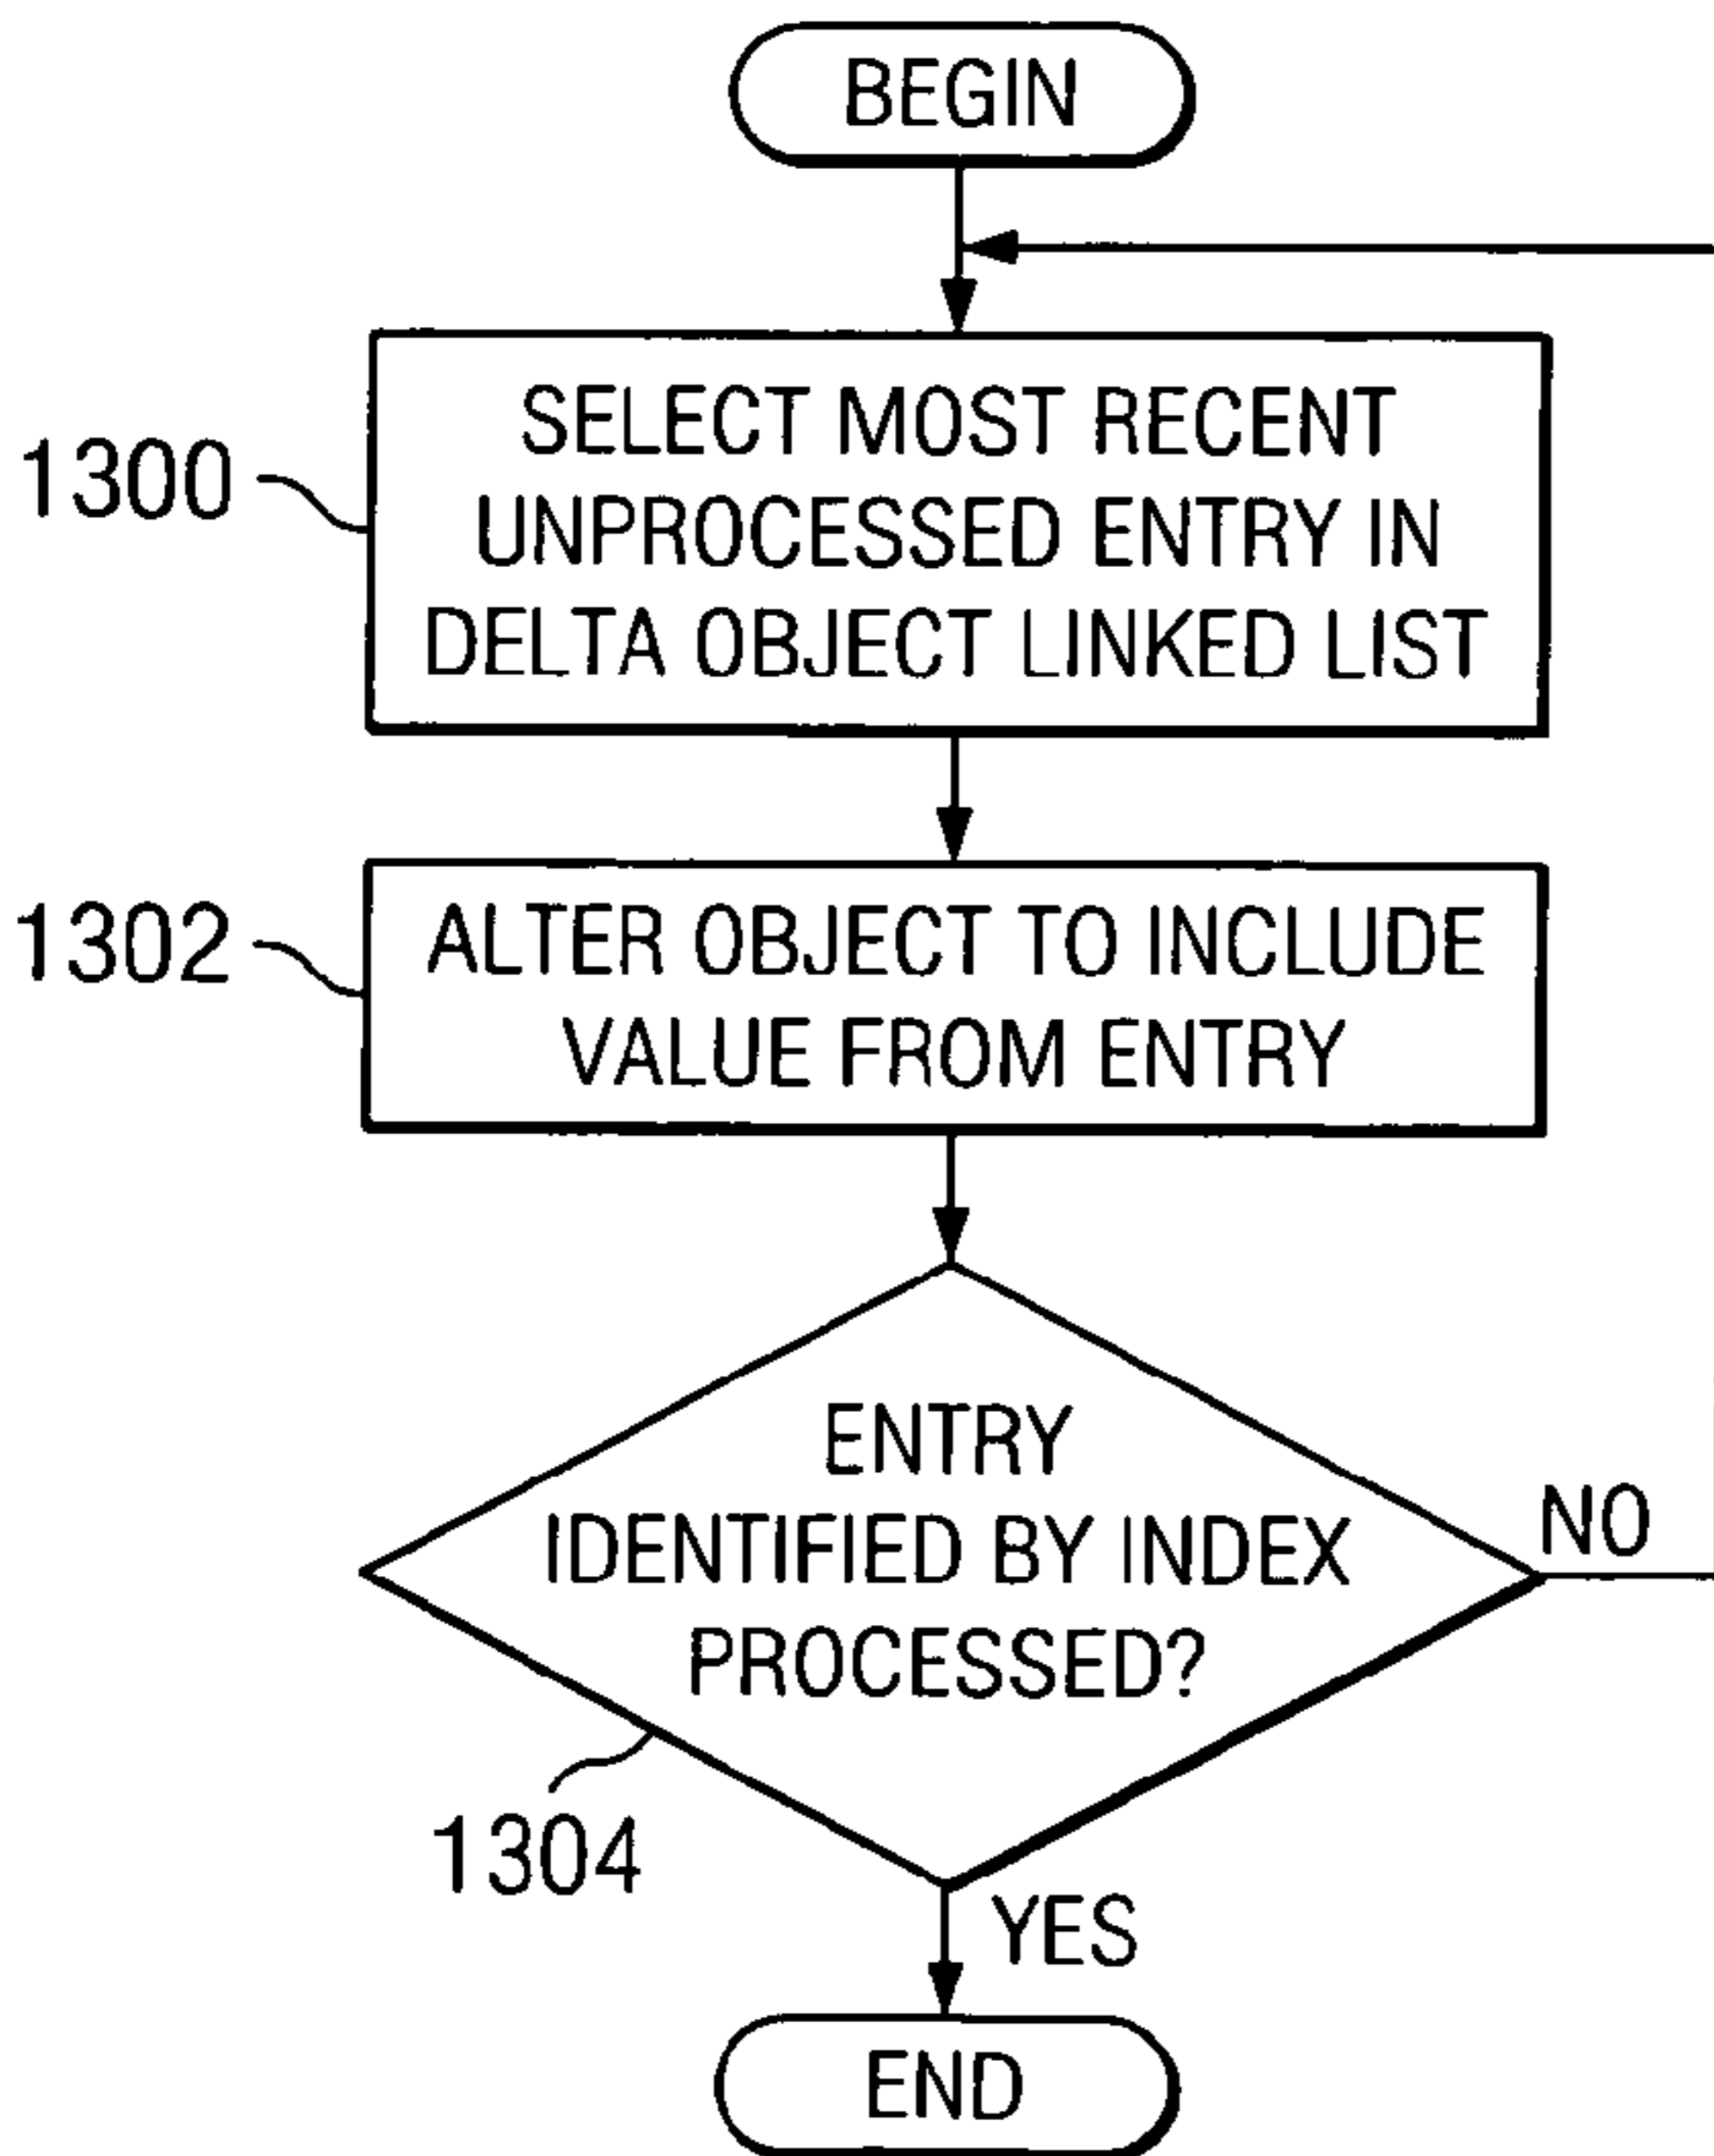 BEGIN
1300
SELECT MOST RECENT
UNPROCESSED ENTRY IN
DELTA OBJECT LINKED LIST
1302
ALTER OBJECT TO INCLUDE
VALUE FROM ENTRY
ENTRY
IDENTIFIED BY INDEX
PROCESSED?
NO
1304
YES
END